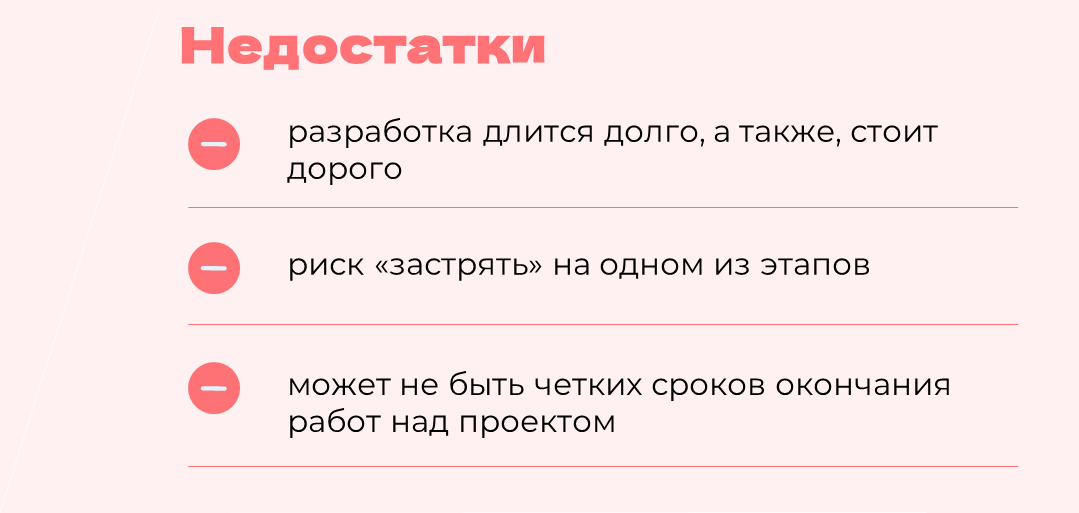 Недостатки
разработка длится долго, а также, стоит
дорого
риск «застрять» на одном из этапов
может не быть четких сроков окончания
работ над проектом